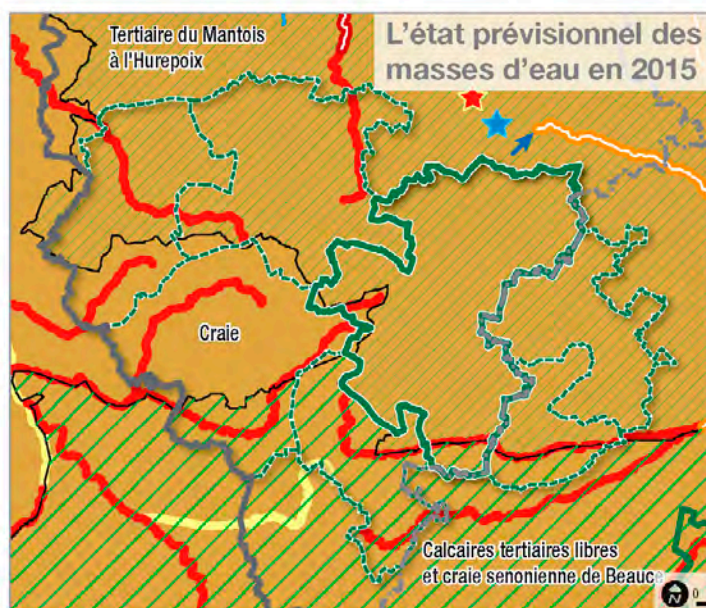 L'état prévisionnel des
masses d'eau en 2015
Tertiaire du Mantois
à l'Hurepoix
Craie
Calcaires tertiaires libres
et craie senonienne de Beauce
N
0